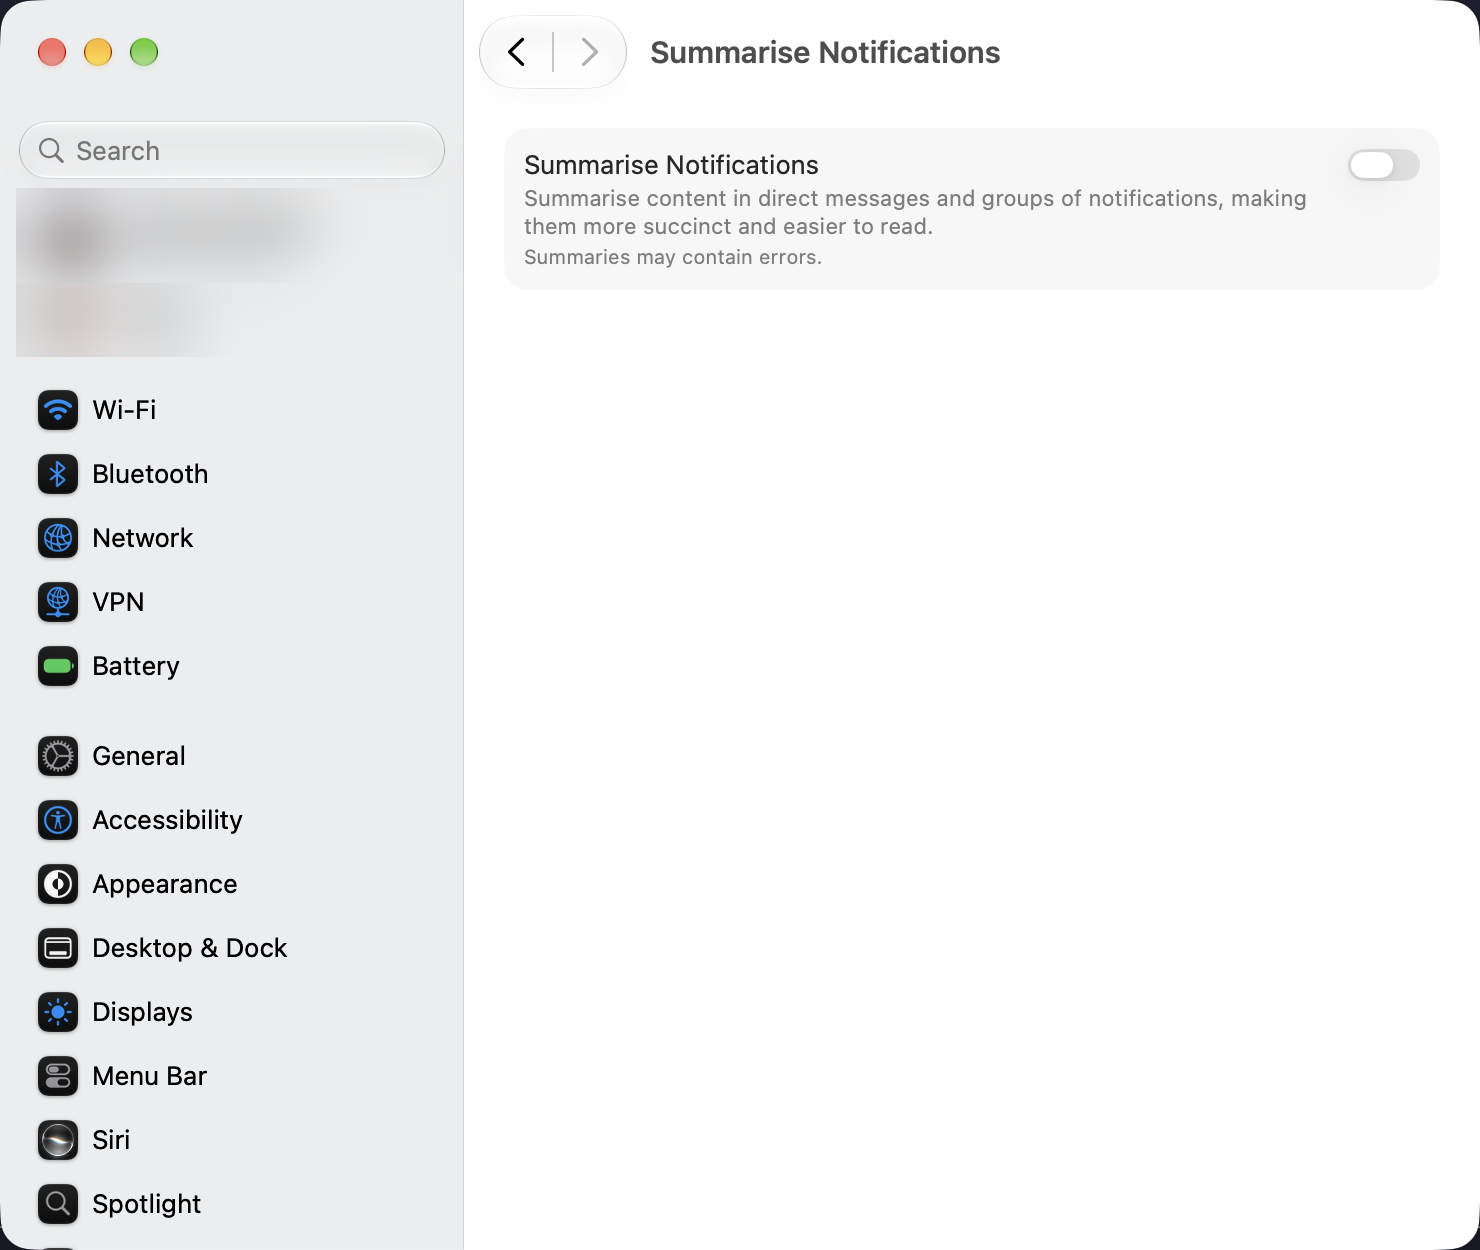 Summarise Notifications
Search
Summarise Notifications
Summarise content in direct messages and groups of notifications, making
them more succinct and easier to read.
Summaries may contain errors.
Wi-Fi
Bluetooth
Network
VPN
Battery
General
Accessibility
Appearance
Desktop & Dock
Displays
Menu Bar
Siri
Spotlight